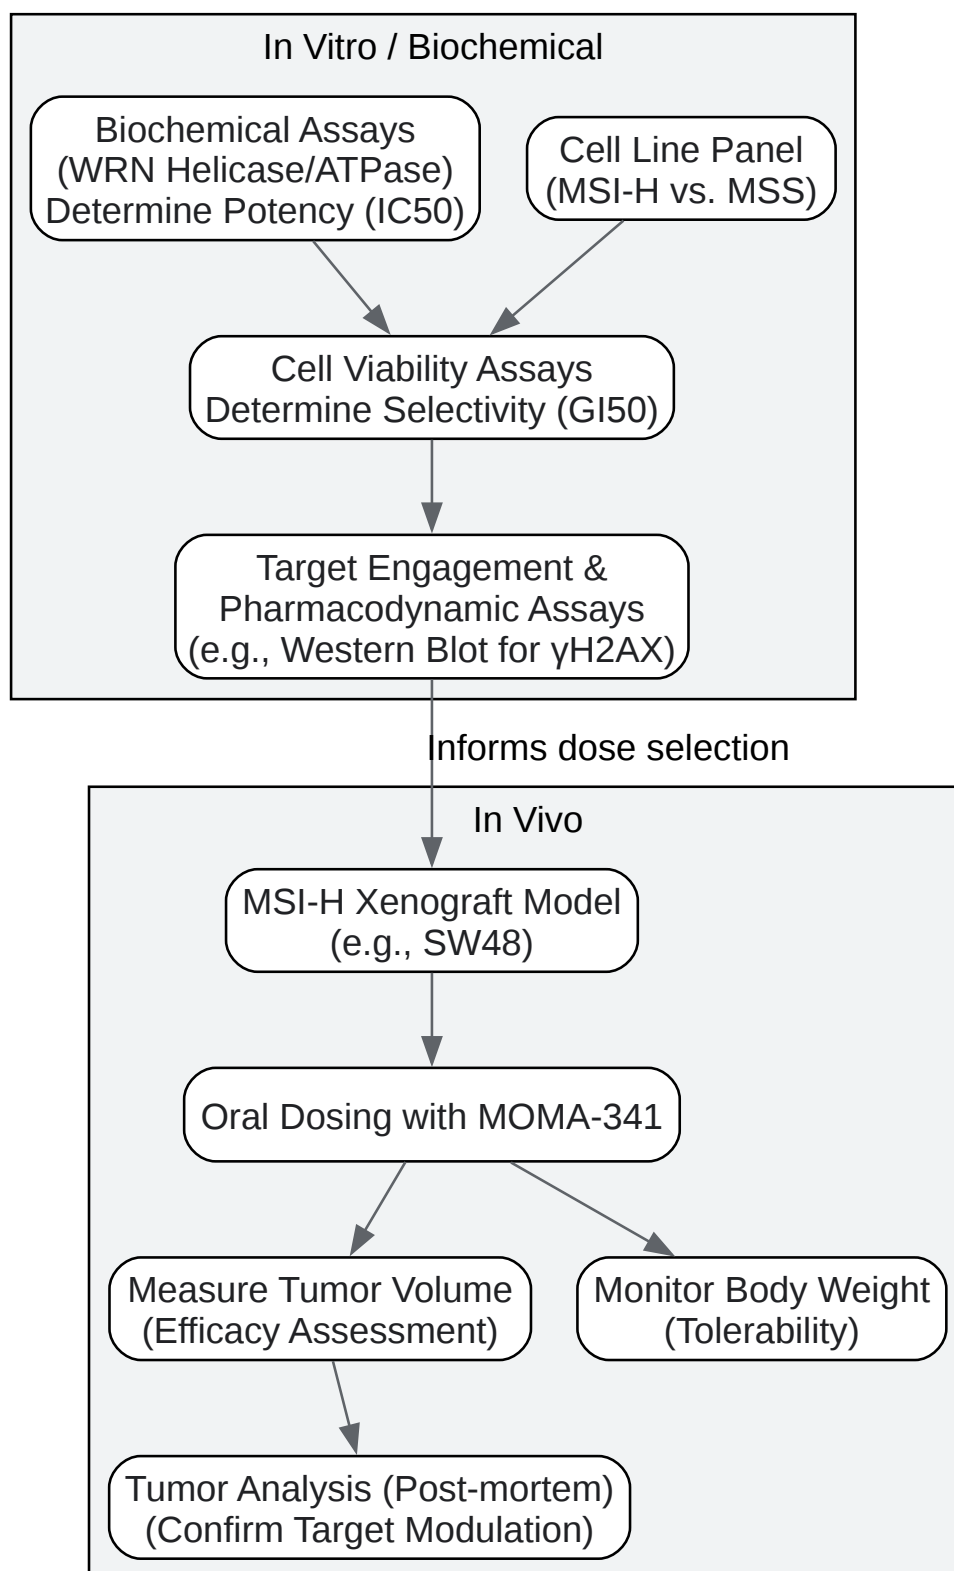 In Vitro / Biochemical
Biochemical Assays
(WRN Helicase/ATPase)
Determine Potency (IC50)
Cell Line Panel
(MSI-H vs. MSS)
Cell Viability Assays
Determine Selectivity (GI50)
Target Engagement &
Pharmacodynamic Assays
(e.g., Western Blot for γH2AX)
Informs dose selection
In Vivo
MSI-H Xenograft Model
(e.g., SW48)
Oral Dosing with MOMA-341
Measure Tumor Volume
(Efficacy Assessment)
Monitor Body Weight
(Tolerability)
Tumor Analysis (Post-mortem)
(Confirm Target Modulation)